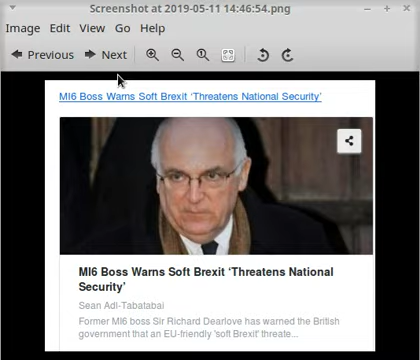 Screenshot at 2019-05-11 14:46:54.png
Image Edit View Go Help
Previous Next
MI6 Boss Warns Soft Brexit ‘Threatens National Security’
MI6 Boss Warns Soft Brexit ‘Threatens National
Security’
Sean Adl-Tabatabai
Former MI6 boss Sir Richard Dearlove has warned the British
government that an EU-friendly 'soft Brexit' threate...